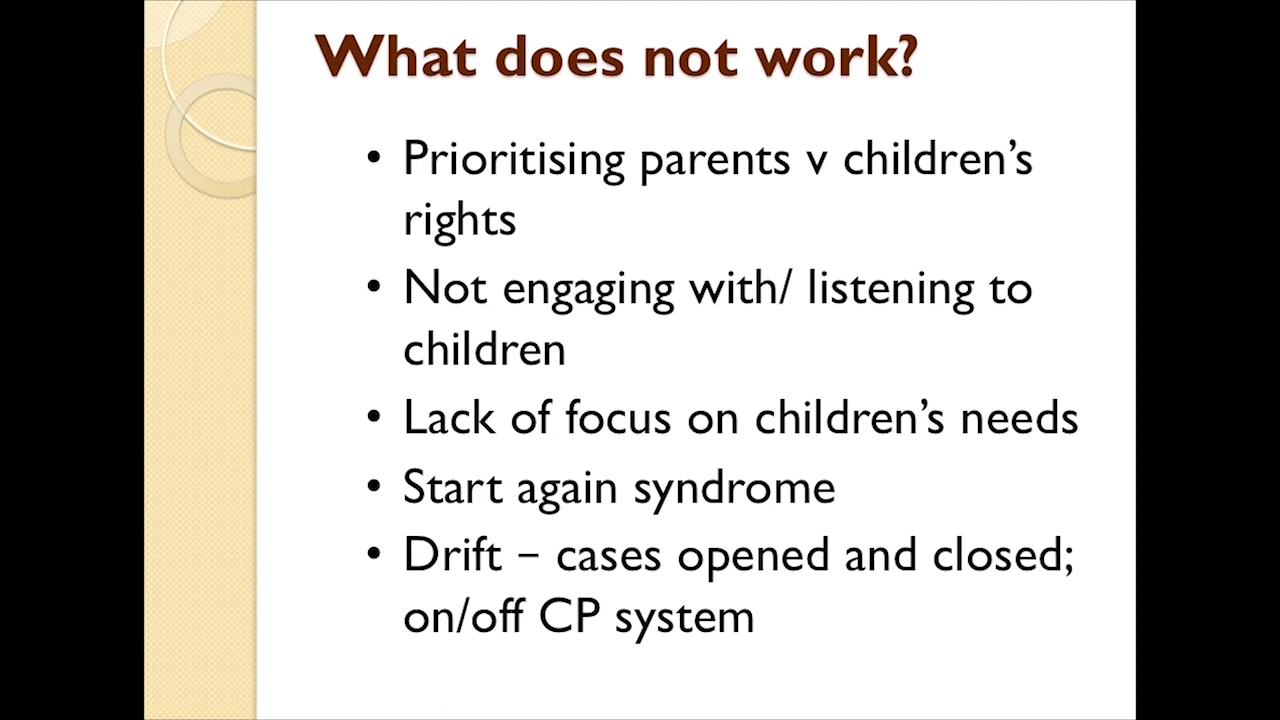 What does not work?
• Prioritising parents v children’s
rights
• Not engaging with/ listening to
children
• Lack of focus on children’s needs
• Start again syndrome
• Drift – cases opened and closed;
on/off CP system